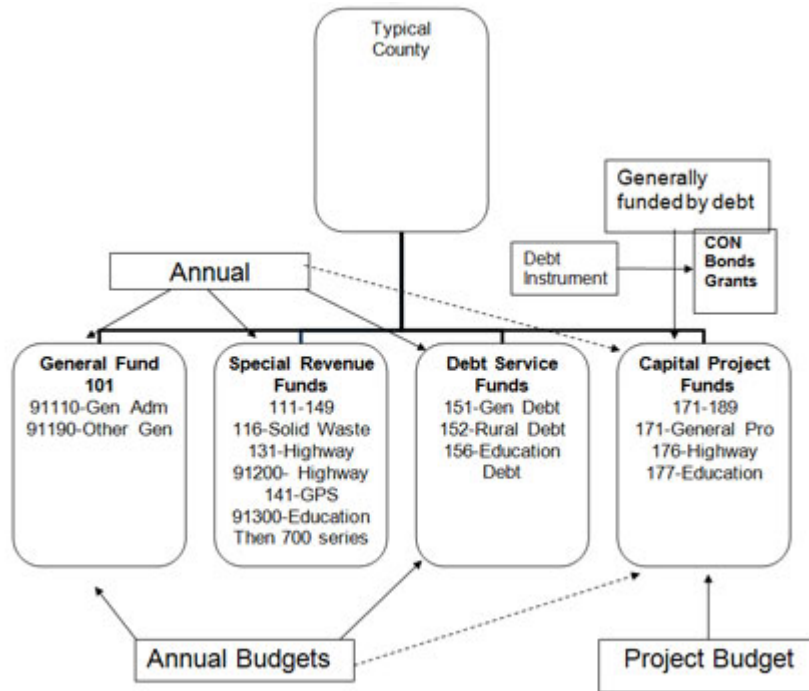 Typical
County
Generally
funded by debt
CON
Bonds
Grants
Debt
Instrument
Annual
General Fund
101
91110-Gen Adm
91190-Other Gen
Special Revenue
Funds
111-149
116-Solid Waste
131-Highway
91200- Highway
141-GPS
91300-Education
Then 700 series
Debt Service
Funds
151-Gen Debt
152-Rural Debt
156-Education
Debt
Capital Project
Funds
171-189
171-General Pro
176-Highway
177-Education
Annual Budgets
Project Budget